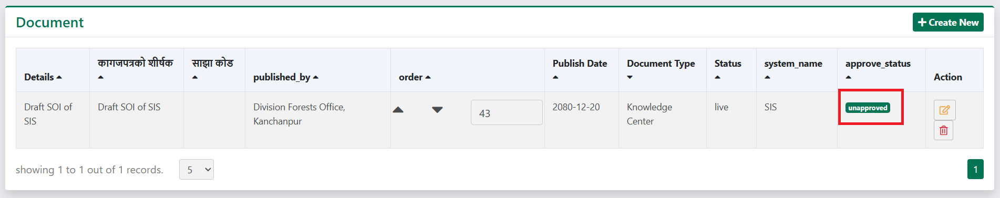 Document
Create New
Details
कागजपत्रको शीर्षक
साझा कोड
published_by
order
Publish Date
Document Type
Status
system_name
approve_status
Action
Draft SOI of
SIS
Draft SOI of SIS
Division Forests Office,
Kanchanpur
43
2080-12-20
Knowledge
Center
live
SIS
unapproved
showing 1 to 1 out of 1 records.
5
1